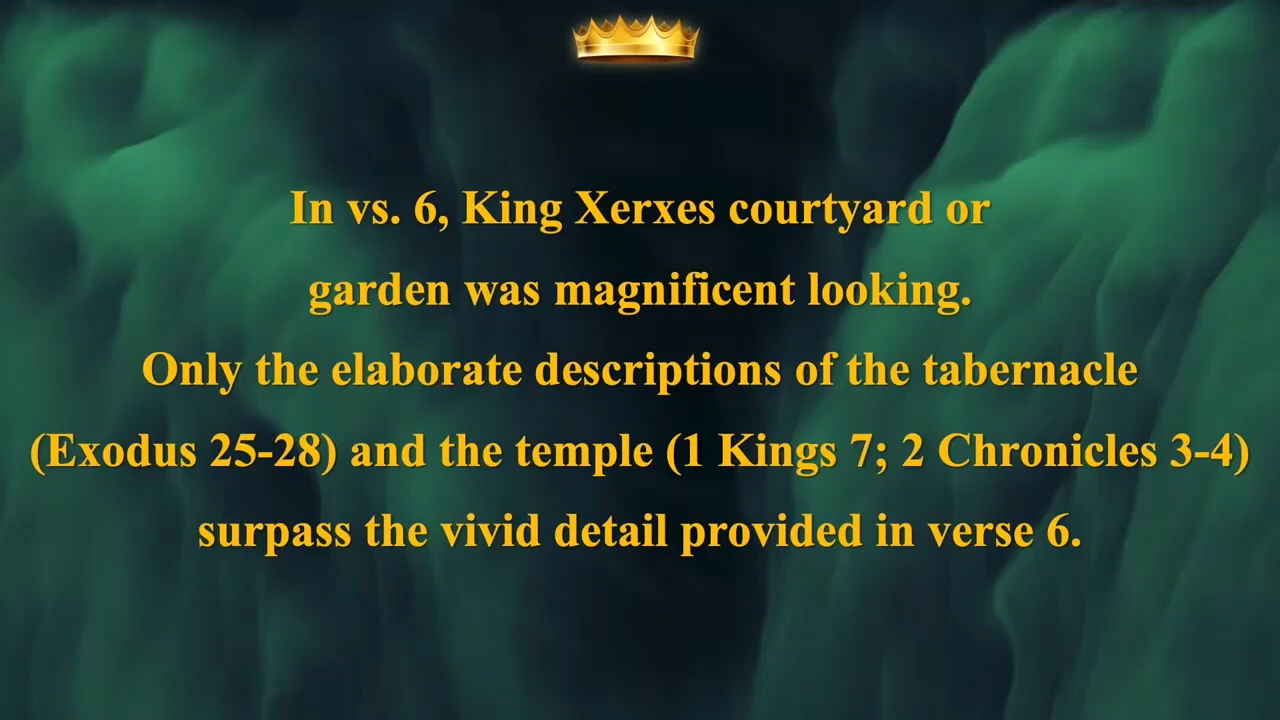 In vs. 6, King Xerxes courtyard or
garden was magnificent looking.
Only the elaborate descriptions of the tabernacle
(Exodus 25-28) and the temple (1 Kings 7; 2 Chronicles 3-4)
surpass the vivid detail provided in verse 6.